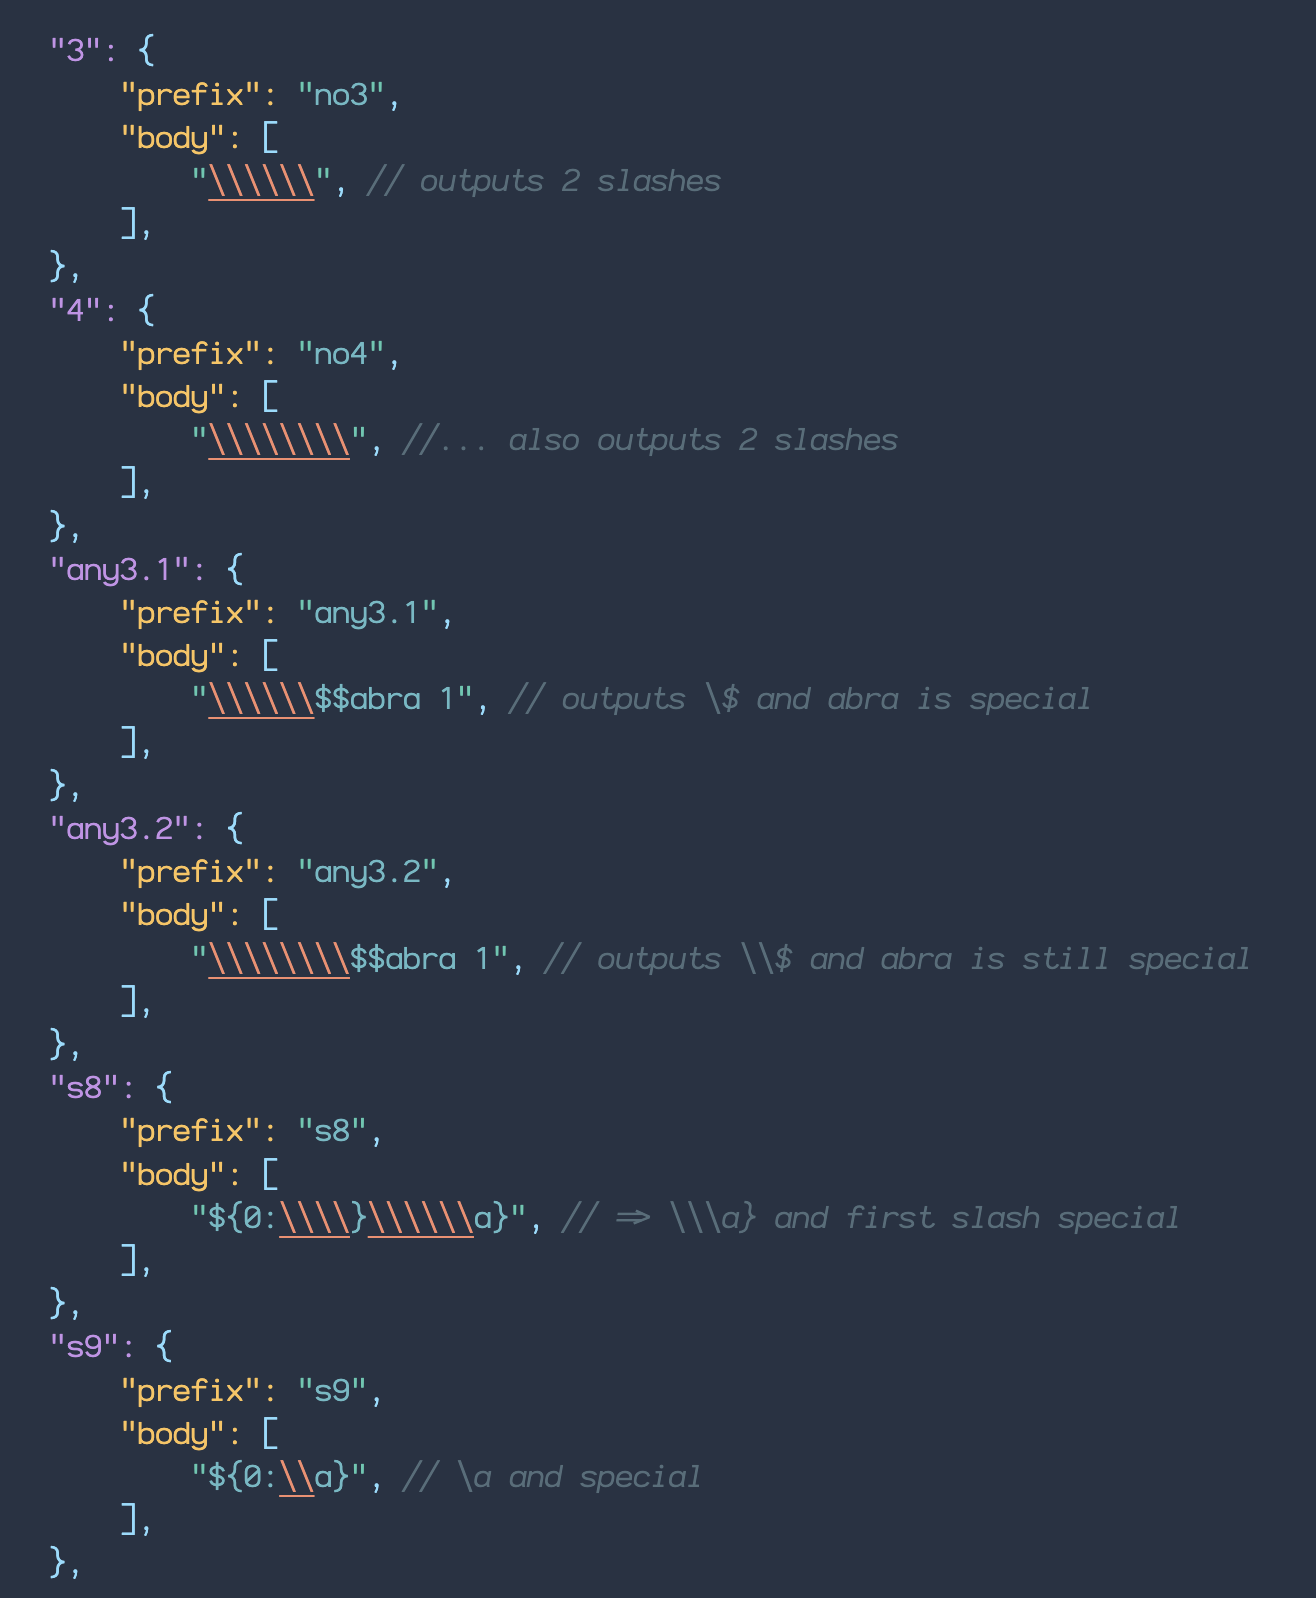 "3": {
    "prefix": "no3",
    "body": [
        "\\\\\\", // outputs 2 slashes
    ],
},
"4": {
    "prefix": "no4",
    "body": [
        "\\\\\\\\", //... also outputs 2 slashes
    ],
},
"any3.1": {
    "prefix": "any3.1",
    "body": [
        "\\\\\\$$abra 1", // outputs \$ and abra is special
    ],
},
"any3.2": {
    "prefix": "any3.2",
    "body": [
        "\\\\\\\\$$abra 1", // outputs \\$ and abra is still special
    ],
},
"s8": {
    "prefix": "s8",
    "body": [
        "${0:\\\\}\\\\\\a}", // => \\\a} and first slash special
    ],
},
"s9": {
    "prefix": "s9",
    "body": [
        "${0:\\a}", // \a and special
    ],
},